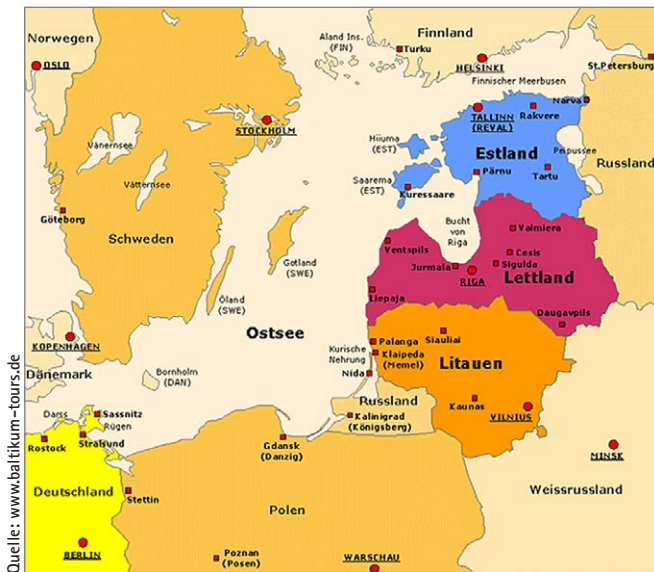 Norwegen
OSLO
Aland Ins.
(FIN)
Finnland
Turku
HELSINKI
St.Petersburg
Finnischer Meerbusen
STOCKHOLM
Vänernsee
Vätternsee
Göteborg
Schweden
Gotland
(SWE)
Öland
(SWE)
Hiiuma
(EST)
Saarema
(EST)
Kuressaare
TALLINN
(REVAL)
Rakvere
Narva
Estland
Peipussee
Pärnu
Tartu
Russland
Bucht
von
Riga
Ventspils
Jurmala
RIGA
Valmiera
Cesis
Sigulda
Lettland
Liepaja
Daugavpils
Ostsee
KOPENHAGEN
Dänemark
Bornholm
(DAN)
Kurische
Nehrung
Nida
Palanga
Klaipeda
(Memel)
Siauliai
Litauen
Kaunas
VILNIUS
Russland
Kalinigrad
(Königsberg)
MINSK
Weissrussland
Darss
Sassnitz
Rügen
Rostock
Stralsund
Deutschland
BERLIN
Stettin
Gdansk
(Danzig)
Polen
Poznan
(Posen)
WARSCHAU
Quelle: www.baltikum-tours.de